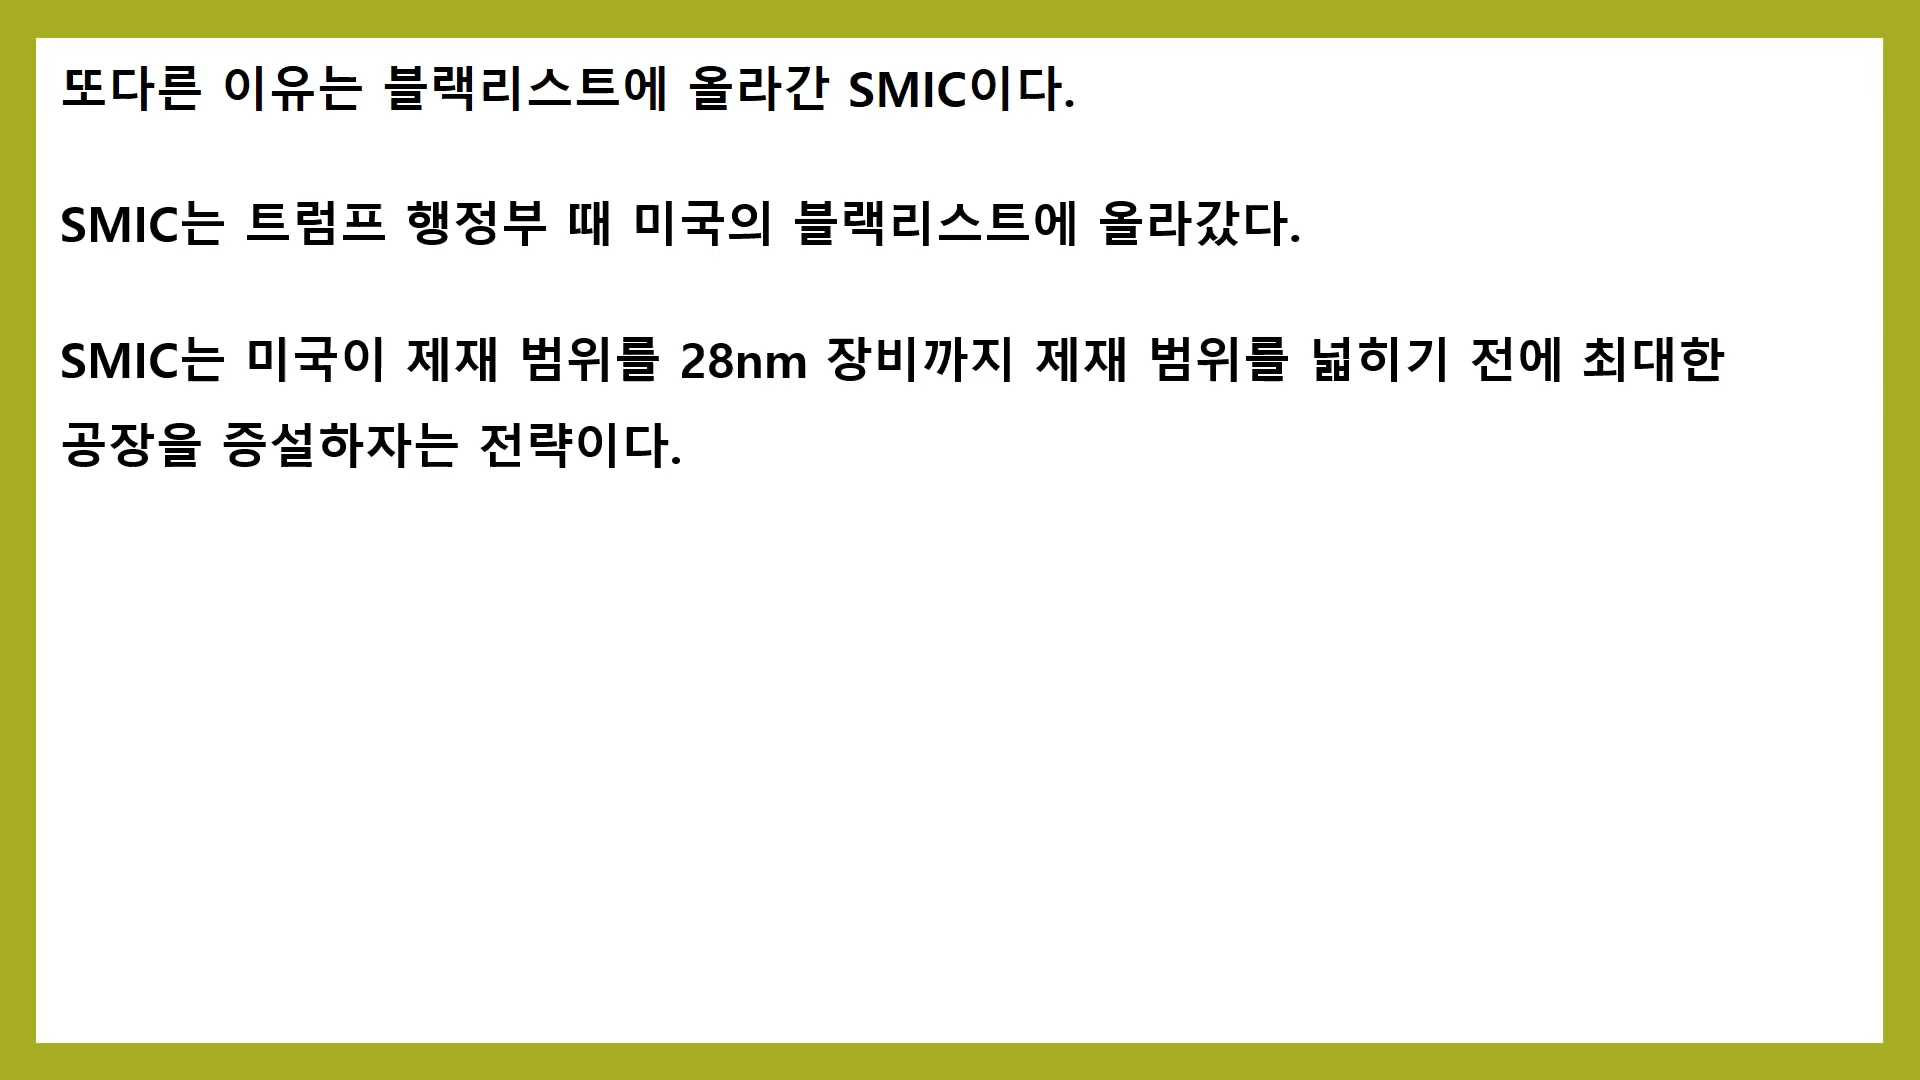 또다른 이유는 블랙리스트에 올라간 SMIC이다.
SMIC는 트럼프 행정부 때 미국의 블랙리스트에 올라갔다.
SMIC는 미국이 제재 범위를 28nm 장비까지 제재 범위를 넓히기 전에 최대한
공장을 증설하자는 전략이다.